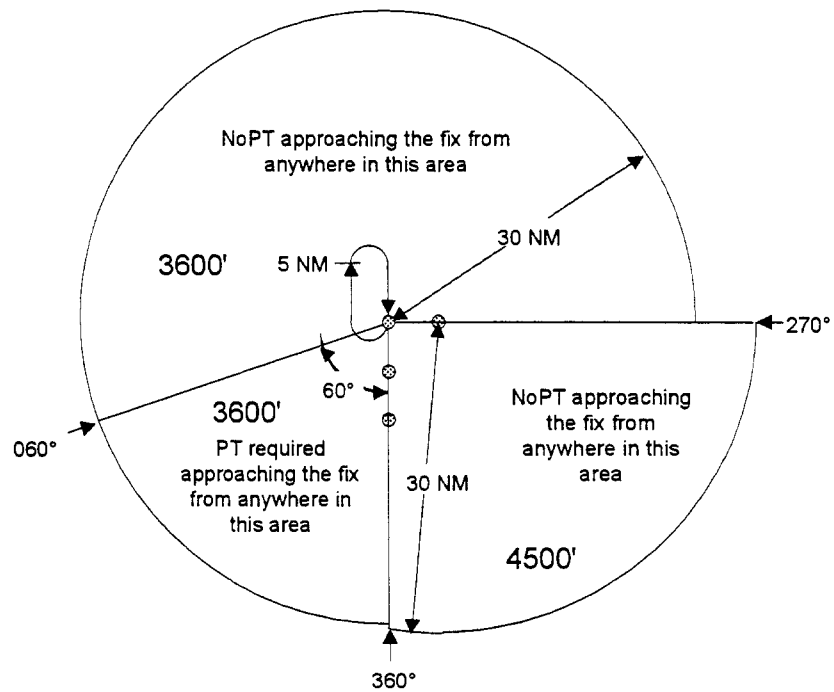 NoPT approaching the fix from
anywhere in this area
30 NM
3600'
5 NM
270°
60°
3600'
NoPT approaching
the fix from
anywhere in this
area
060°
PT required
approaching the fix
from anywhere in
this area
30 NM
4500'
360°